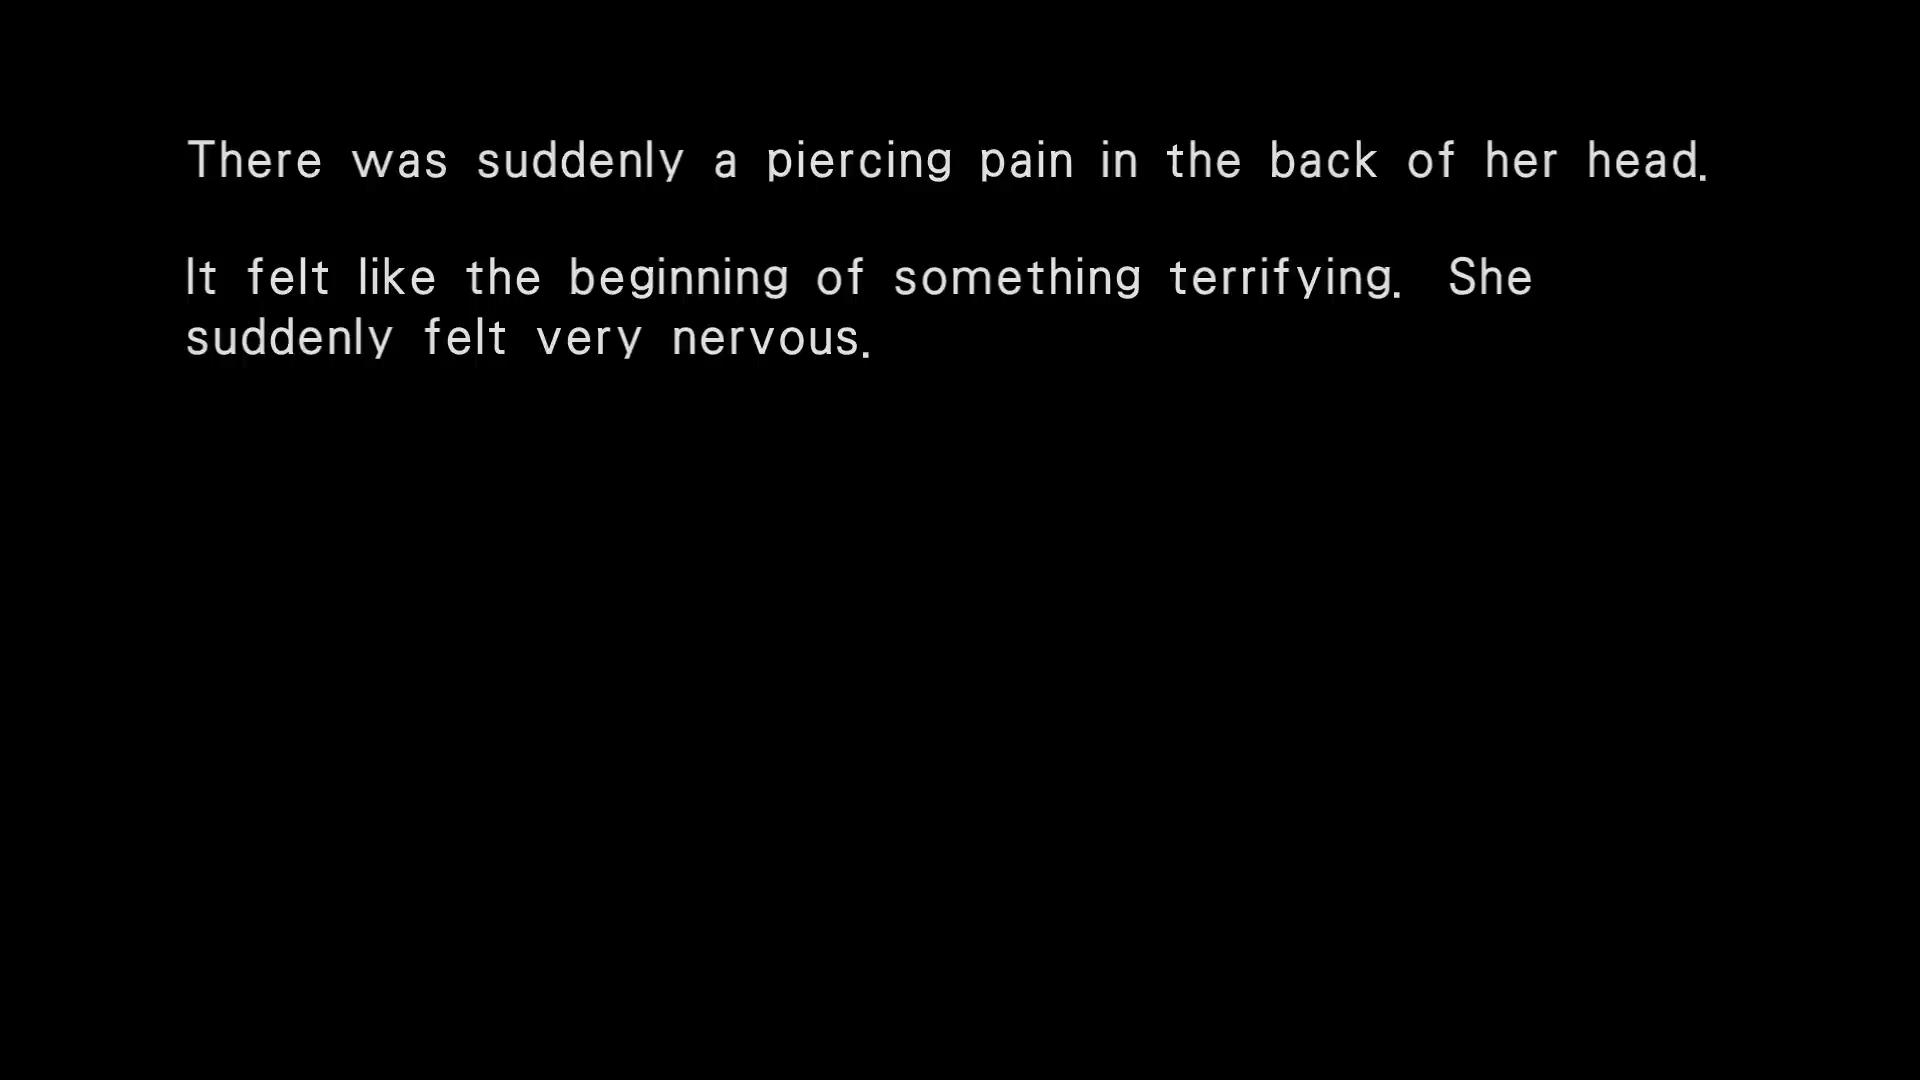 There was suddenly a piercing pain in the back of her head.
It felt like the beginning of something terrifying. She
suddenly felt very nervous.